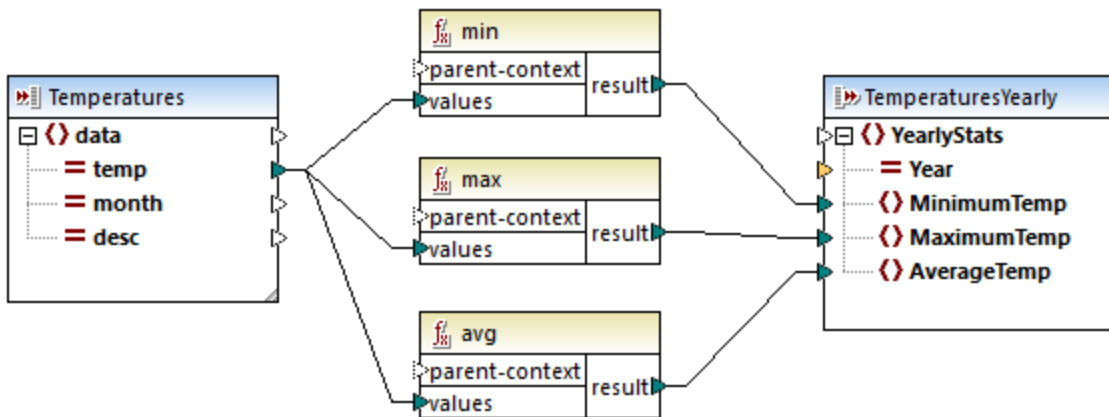 Temperatures
data
temp
month
desc
min
parent-context
values
result
max
parent-context
values
result
avg
parent-context
values
result
TemperaturesYearly
YearlyStats
Year
MinimumTemp
MaximumTemp
AverageTemp